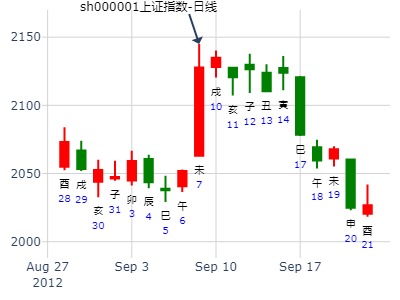 sh000001上证指数-日线
2150
2100
2050
2000
酉
28
戌
29
亥
30
子
31
卯
3
辰
4
巳
5
午
6
未
7
戌
10
亥
11
子
12
丑
13
寅
14
巳
17
午
18
未
19
申
20
酉
21
Aug 27
2012
Sep 3
Sep 10
Sep 17